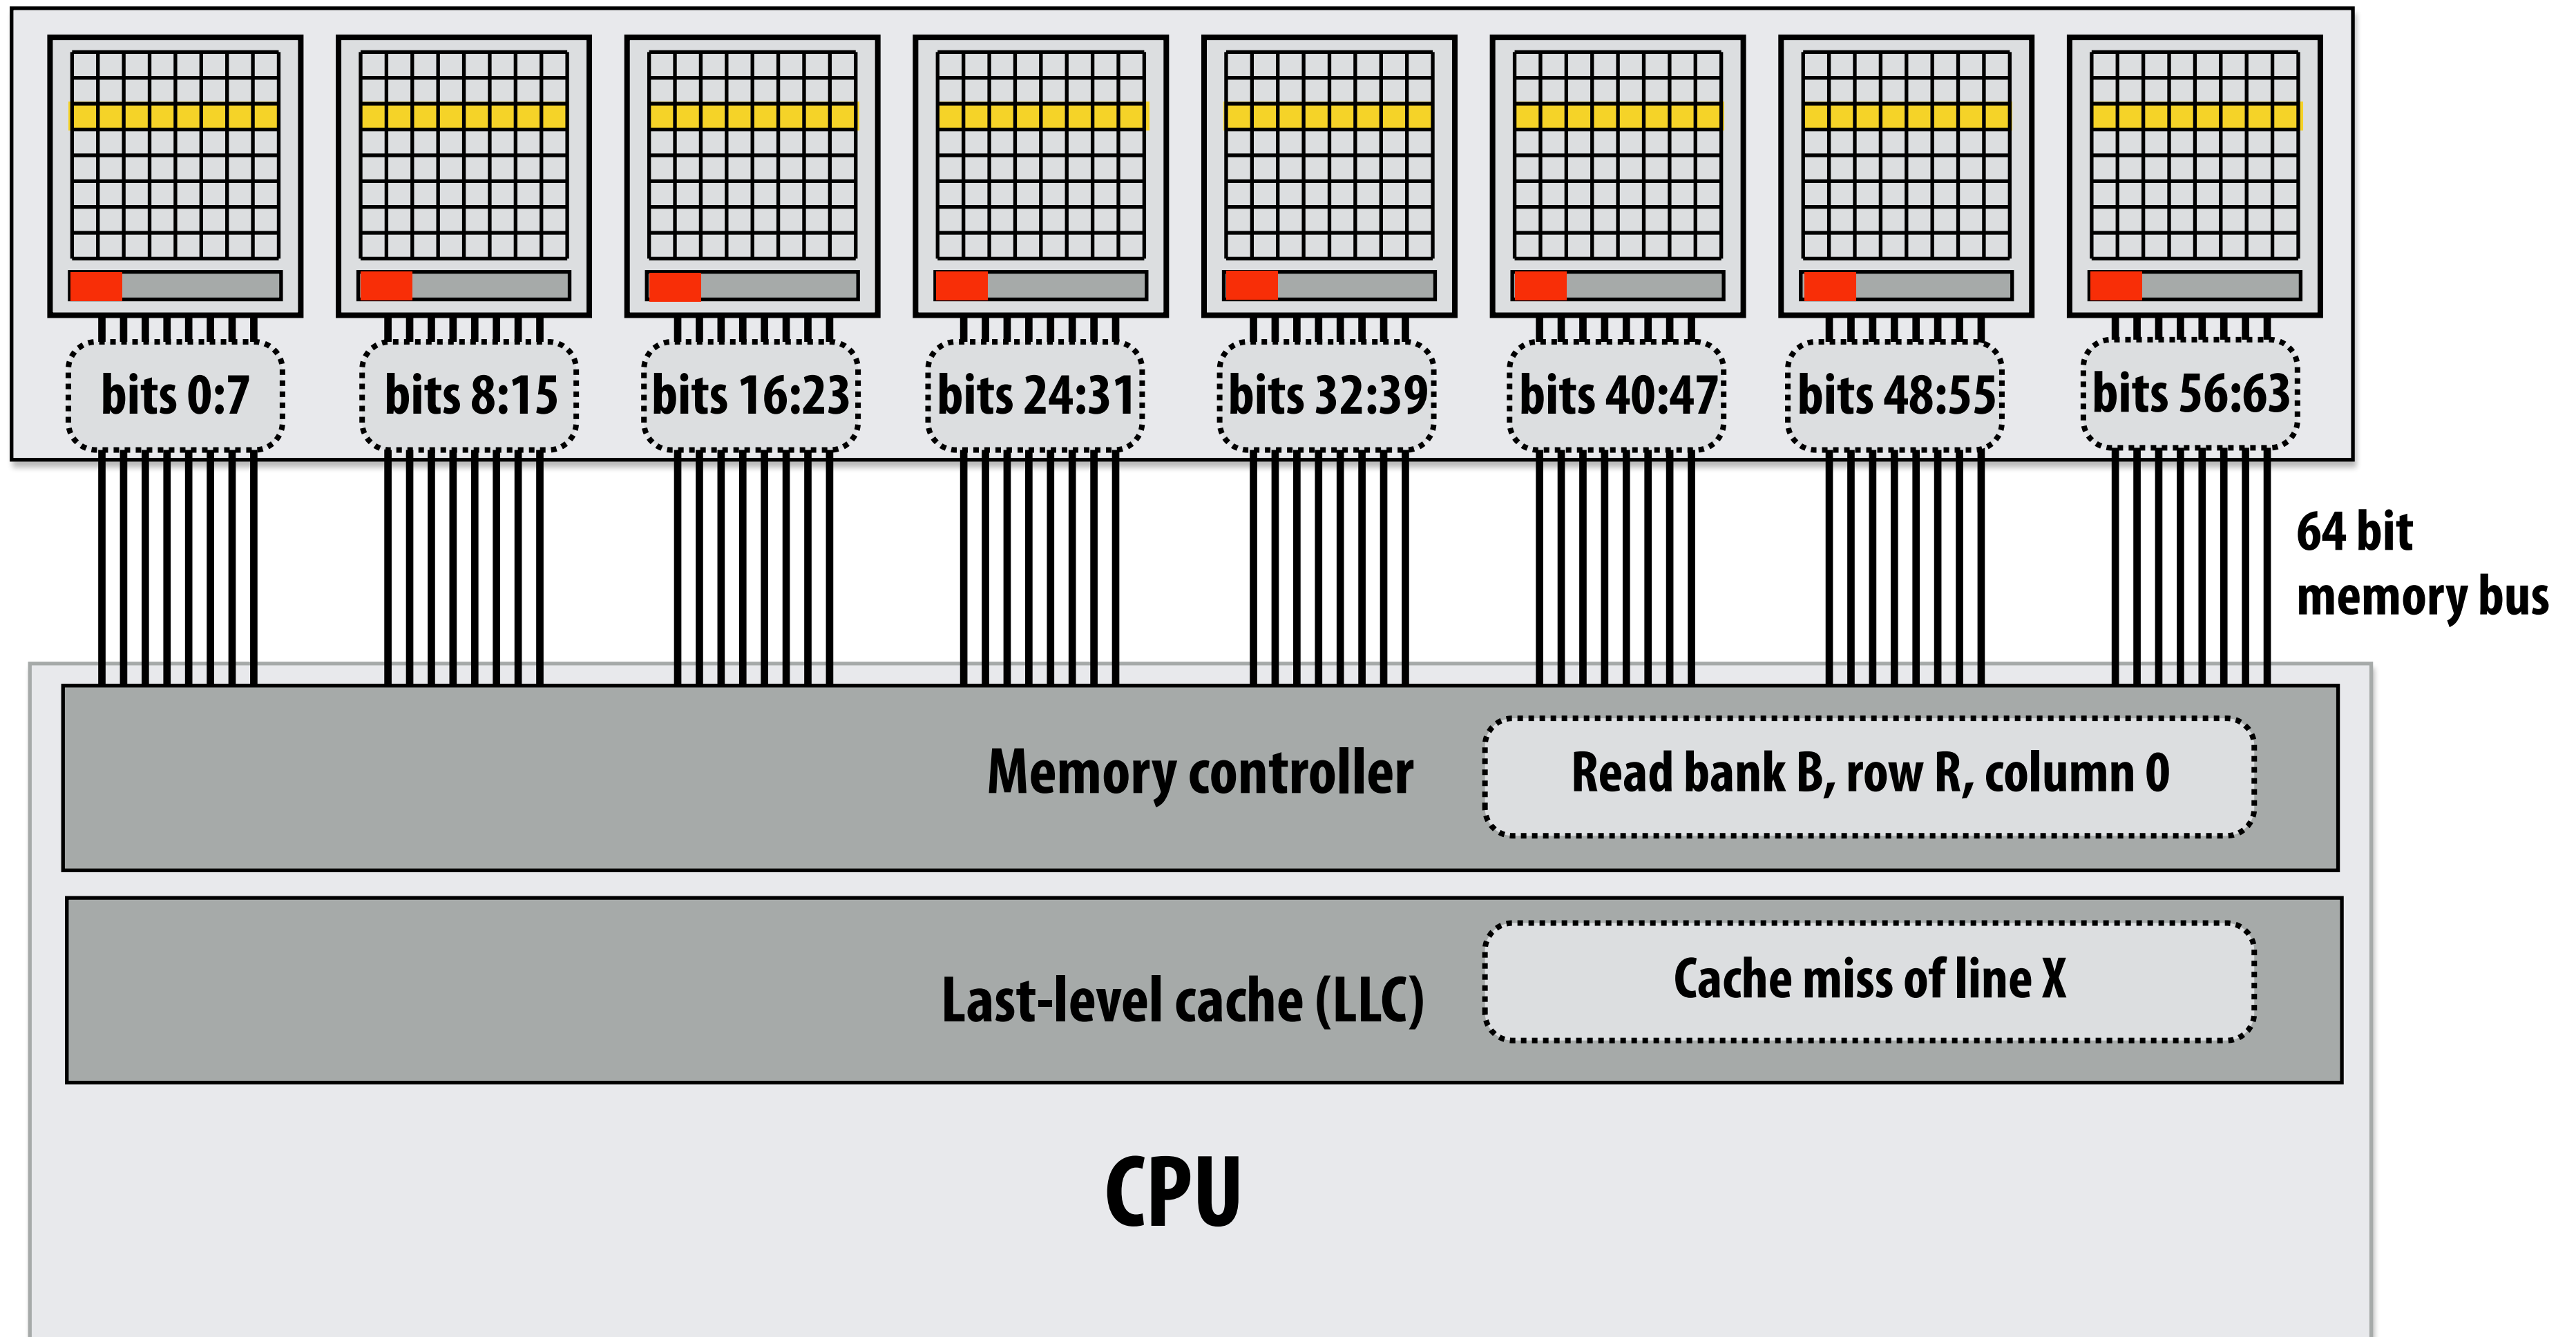 bits 0:7
bits 8:15
bits 16:23
bits 24:31
bits 32:39
bits 40:47
bits 48:55
bits 56:63
64 bit
memory bus
Memory controller
Read bank B, row R, column 0
Last-level cache (LLC)
Cache miss of line X
CPU